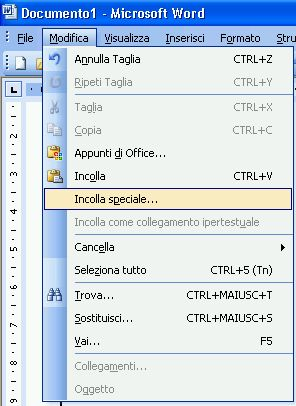 Documento1 - Microsoft Word
File Modifica Visualizza Inserisci Formato Stru
Annulla Taglia CTRL+Z
Ripeti Taglia CTRL+Y
Taglia CTRL+X
Copia CTRL+C
Appunti di Office...
Incolla CTRL+V
Incolla speciale...
Incolla come collegamento ipertestuale
Cancella
Seleziona tutto CTRL+5 (Tn)
Trova... CTRL+MAIUSC+T
Sostituisci... CTRL+MAIUSC+S
Vai... F5
Collegamenti...
Oggetto